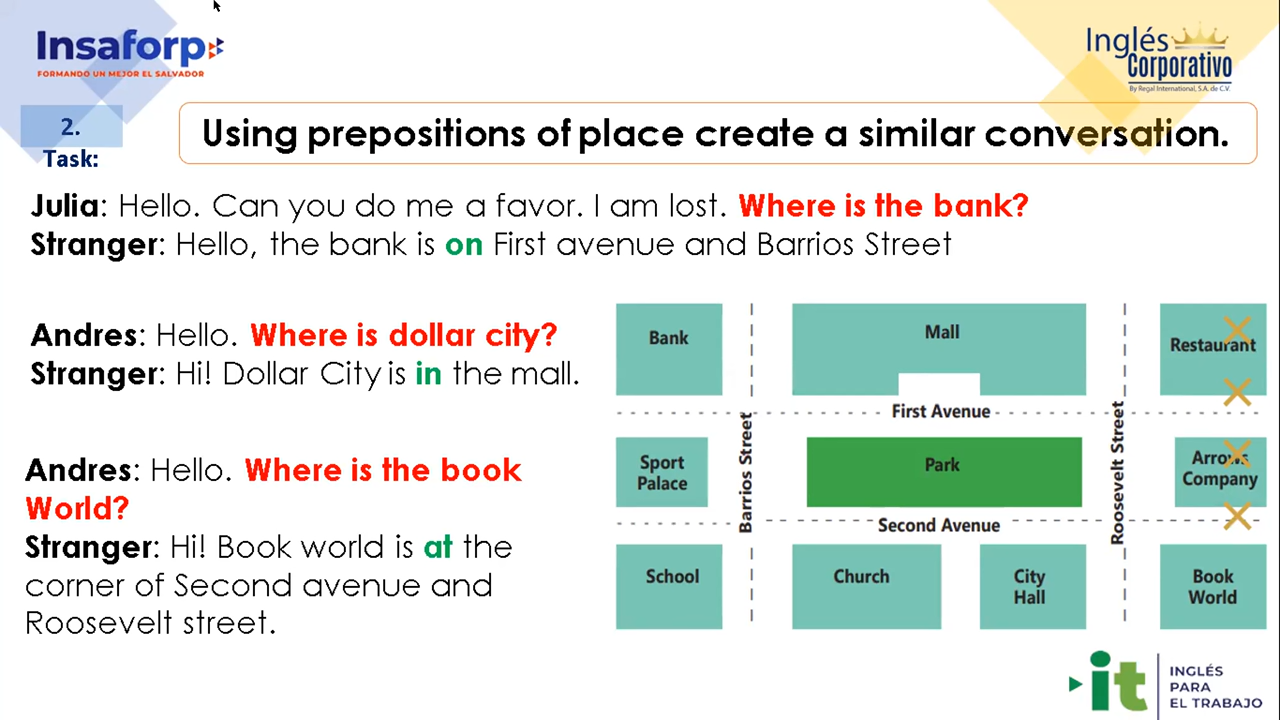 Insaforp
FORMANDO UN MEJOR EL SALVADOR
Inglés
Corporativo
By Regal International, S.A. de C.V.
2.
Task:
Using prepositions of place create a similar conversation.
Julia: Hello. Can you do me a favor. I am lost. Where is the bank?
Stranger: Hello, the bank is on First avenue and Barrios Street
Andres: Hello. Where is dollar city?
Stranger: Hi! Dollar City is in the mall.
Andres: Hello. Where is the book
World?
Stranger: Hi! Book world is at the
corner of Second avenue and
Roosevelt street.
Bank
Mall
Restaurant
First Avenue
Barrios Street
Roosevelt Street
Sport
Palace
Park
Arrows
Company
Second Avenue
School
Church
City
Hall
Book
World
it
INGLÉS
PARA
EL TRABAJO